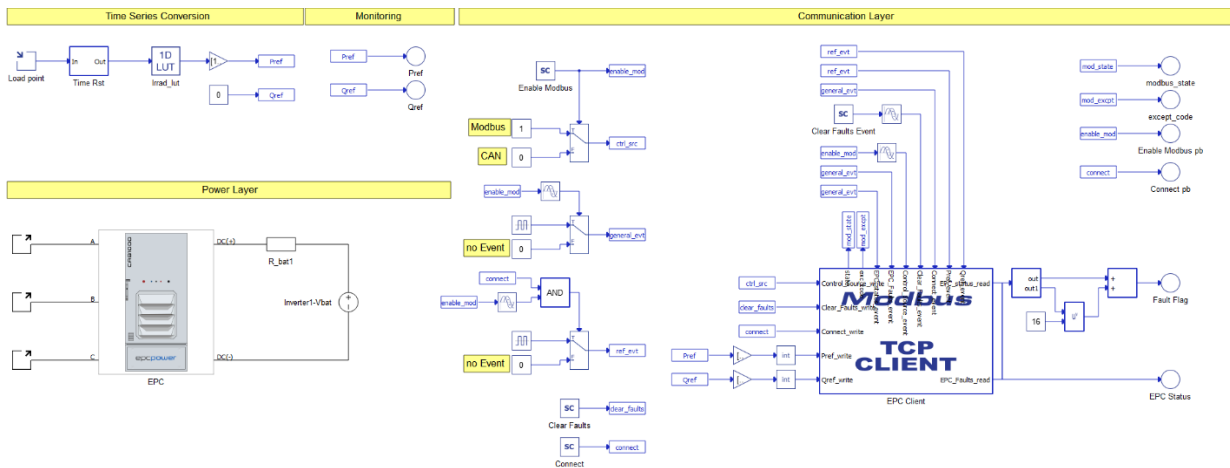 Time Series Conversion
Monitoring
Communication Layer
Load point
In
Out
Time Rst
1D
LUT
Irrad_lut
[1
Pref
0
Qref
Pref
Pref
Qref
Qref
SC
Enable Modbus
enable_mod
Modbus
1
CAN
0
ctrl_src
enable_mod
no Event
0
general_evt
connect
enable_mod
AND
no Event
0
ref_evt
SC
Clear Faults
clear_faults
SC
Connect
connect
ref_evt
ref_evt
general_evt
SC
Clear Faults Event
enable_mod
general_evt
general_evt
mod_state
mod_excpt
mod_state
modbus_state
mod_excpt
except_code
enable_mod
Enable Modbus pb
connect
Connect pb
Power Layer
A
B
C
DC(+)
DC(-)
epcpower
EPC
R_bat1
Inverter1-Vbat
ctrl_src
clear_faults
connect
Pref
int
Qref
int
Control_Source_write
Clear_Faults_write
Connect_write
Pref_write
Qref_write
EPC_Faults_event
Clear_Faults_event
EPC_status_read
EPC_Faults_read
Modbus
TCP
CLIENT
EPC Client
out
out1
16
+
+
Fault Flag
EPC Status